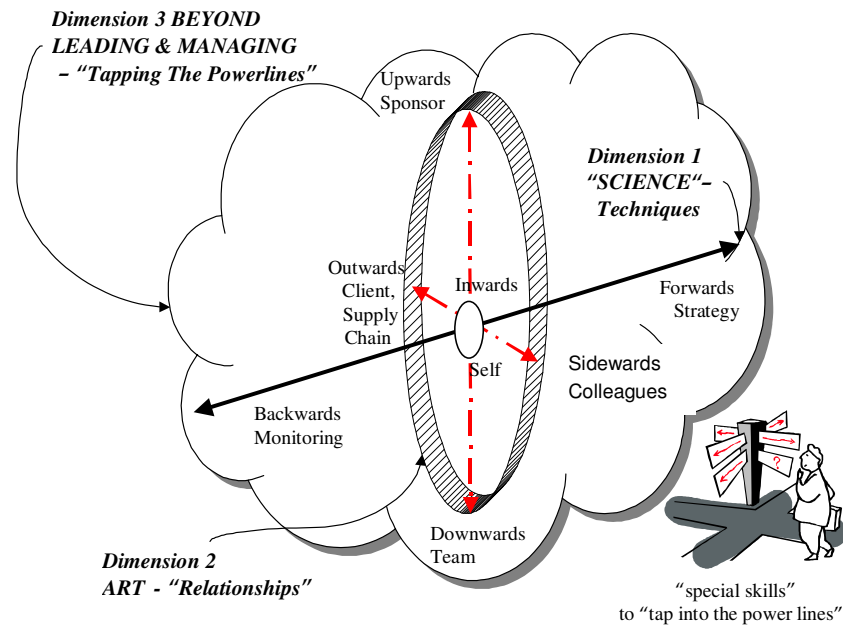 Dimension 3 BEYOND
LEADING & MANAGING
– “Tapping The Powerlines”
Upwards
Sponsor
Dimension 1
“SCIENCE“–
Techniques
Outwards
Client,
Supply
Chain
Inwards
Forwards
Strategy
Self
Sidewards
Colleagues
Backwards
Monitoring
?
Downwards
Team
Dimension 2
ART - “Relationships”
“special skills”
to “tap into the power lines”